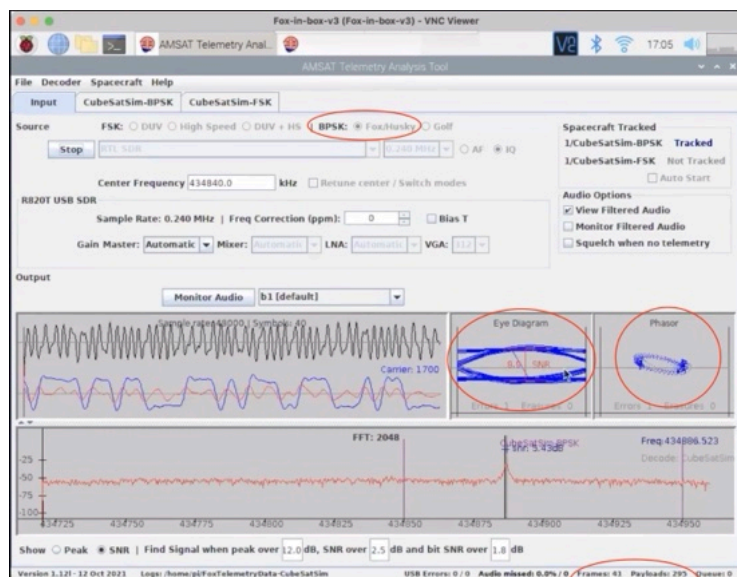 Fox-in-box-v3 (Fox-in-box-v3) - VNC Viewer
AMSAT Telemetry Anal...
V2
17:05
AMSAT Telemetry Analysis Tool
File Decoder Spacecraft Help
Input CubeSatSim-BPSK CubeSatSim-FSK
Source FSK: DUV High Speed DUV + HS | BPSK: Fox/Husky Golf
Stop RTL SDR 0.240 MHz AF IQ
Center Frequency 434840.0 kHz Retune center / Switch modes
R820T USB SDR
Sample Rate: 0.240 MHz | Freq Correction (ppm): 0 Bias T
Gain Master: Automatic Mixer: Automatic LNA: Automatic VGA: 312
Spacecraft Tracked
1/CubeSatSim-BPSK Tracked
1/CubeSatSim-FSK Not Tracked
Auto Start
Audio Options
View Filtered Audio
Monitor Filtered Audio
Squelch when no telemetry
Output
Monitor Audio b1 [default]
Sample rate:48000 | Symbols: 40
Carrier: 1700
Eye Diagram
SNR
Errors 1 Erasures 0
Phasor
Errors 1 Erasures 0
FFT: 2048
CubeSatSim-BPSK
snr: 5.43dB
Freq:434886.523
Decode: CubeSatSim
-25
-50
-75
-100
434725 434750 434775 434800 434825 434850 434875 434900 434925 434950
Show Peak SNR | Find Signal when peak over 12.0 dB, SNR over 2.5 dB and bit SNR over 1.8 dB
Version 1.12l - 12 Oct 2021 Logs: /home/pi/FoxTelemetryData-CubeSatSim USB Errors: 0 / 0 Audio missed: 0.0% / 0 Frames: 43 Payloads: 295 Queue: 0